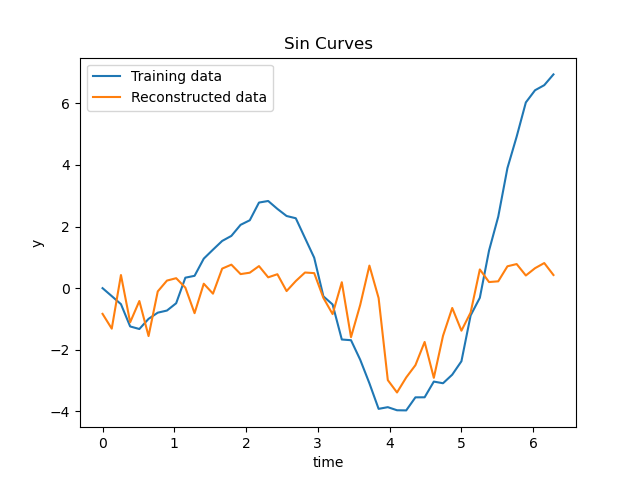 Sin Curves
Training data
Reconstructed data
y
6
4
2
0
−2
−4
0 1 2 3 4 5 6
time